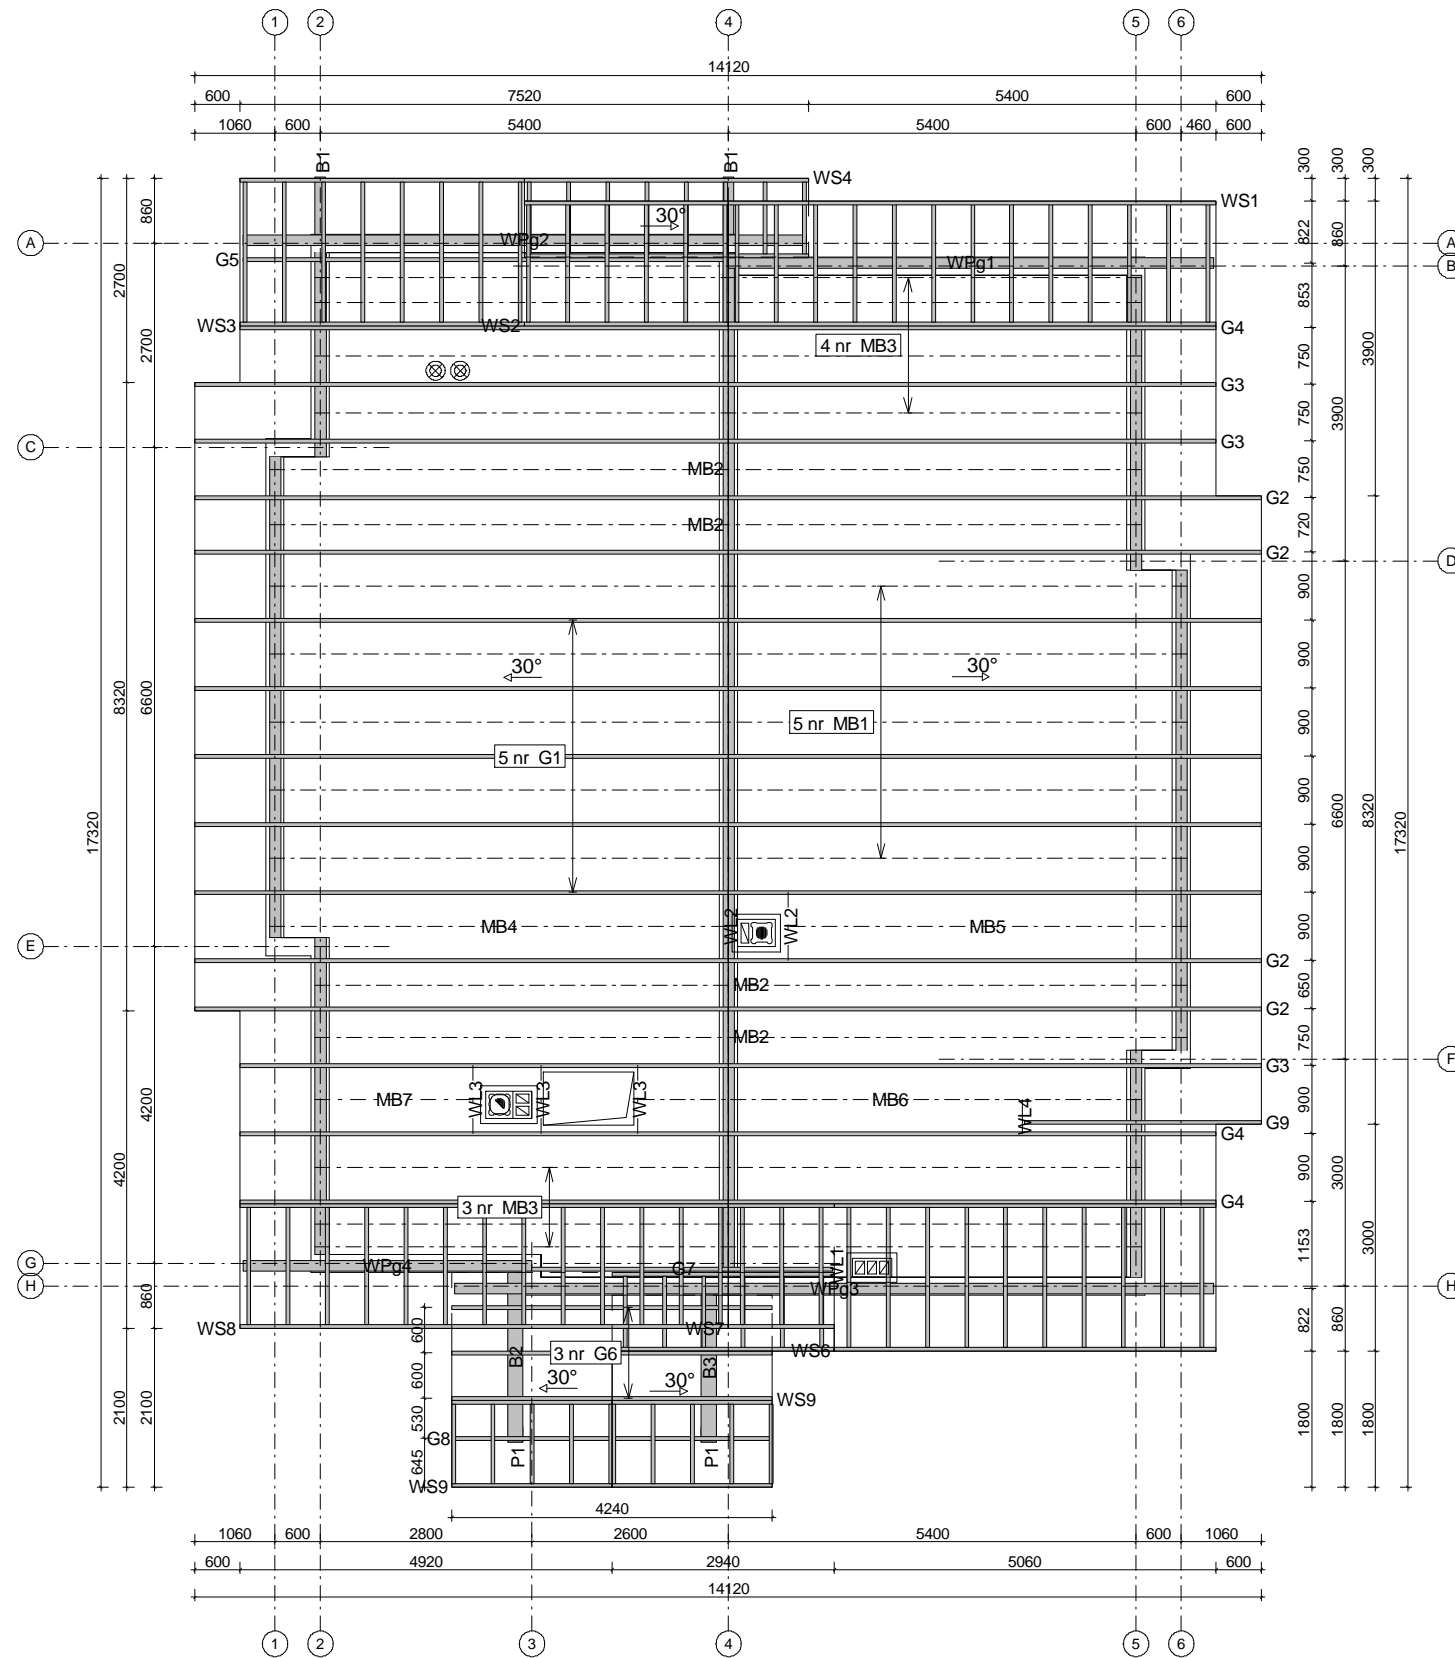 1 2 4 5 6
14120
600 7520 5400 600
1060 600 5400 5400 600 460 600
B1 B1
300 300 300
WS4
WS1
860
30°
822 860
A WPg2 A
G5 WPg1 B
2700 853
WS3 WS2 G4
2700 4 nr MB3 750 3900
G3
750 3900
C G3
MB2 750
G2
MB2 720
G2
D
900
30° 30° 900
8320 6600
5 nr MB1 900
5 nr G1
17320 900 6600 8320 17320
900
MB4 WL2 WL2 MB5 900
E G2
MB2 650
G2
MB2 750
F
G3
4200 MB7 WL3 WL3 WL3 MB6 900
WL4 G9
G4
4200 900 3000
3 nr MB3 G4
1153 3000
G WPg4 G7 WL1
H WPg3 H
860
WS8 WS7 822 860
600 3 nr G6 WS6
B2 B3
600 30° 30°
WS9
2100 2100 530 1800 1800 1800
G8
645 P1 P1
WS9
4240
1060 600 2800 2600 5400 600 1060
600 4920 2940 5060 600
14120
1 2 3 4 5 6